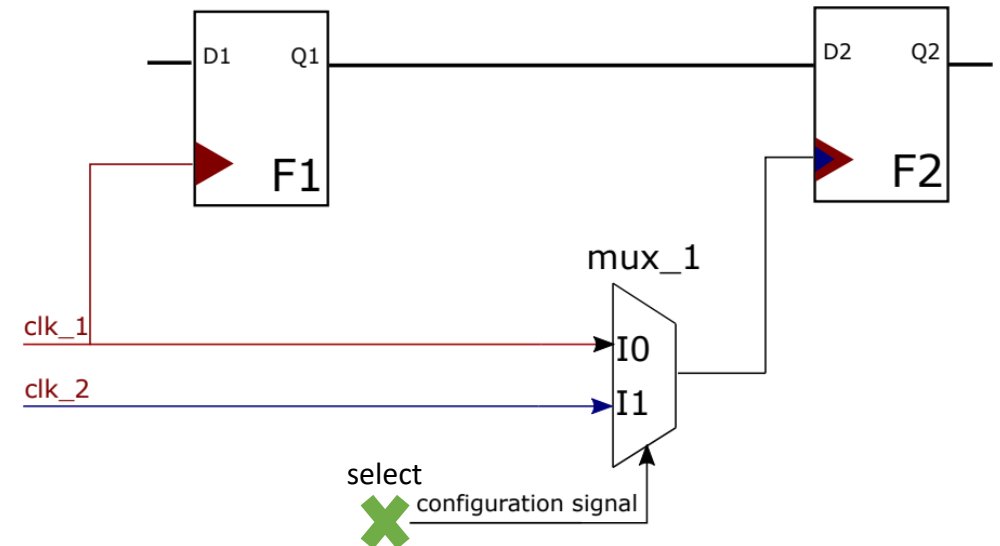 D1
Q1
F1
D2
Q2
F2
mux_1
clk_1
I0
clk_2
I1
select
configuration signal